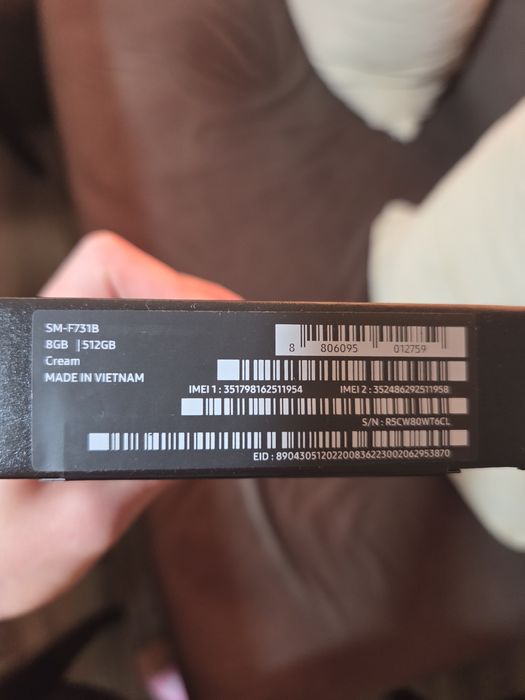 SM-F731B
8GB | 512GB
Cream
MADE IN VIETNAM
8 806095 012759
IMEI 1 : 351798162511954 IMEI 2 : 352486292511958
S/N : R5CW80WT6CL
EID : 89043051202200836223002062953870